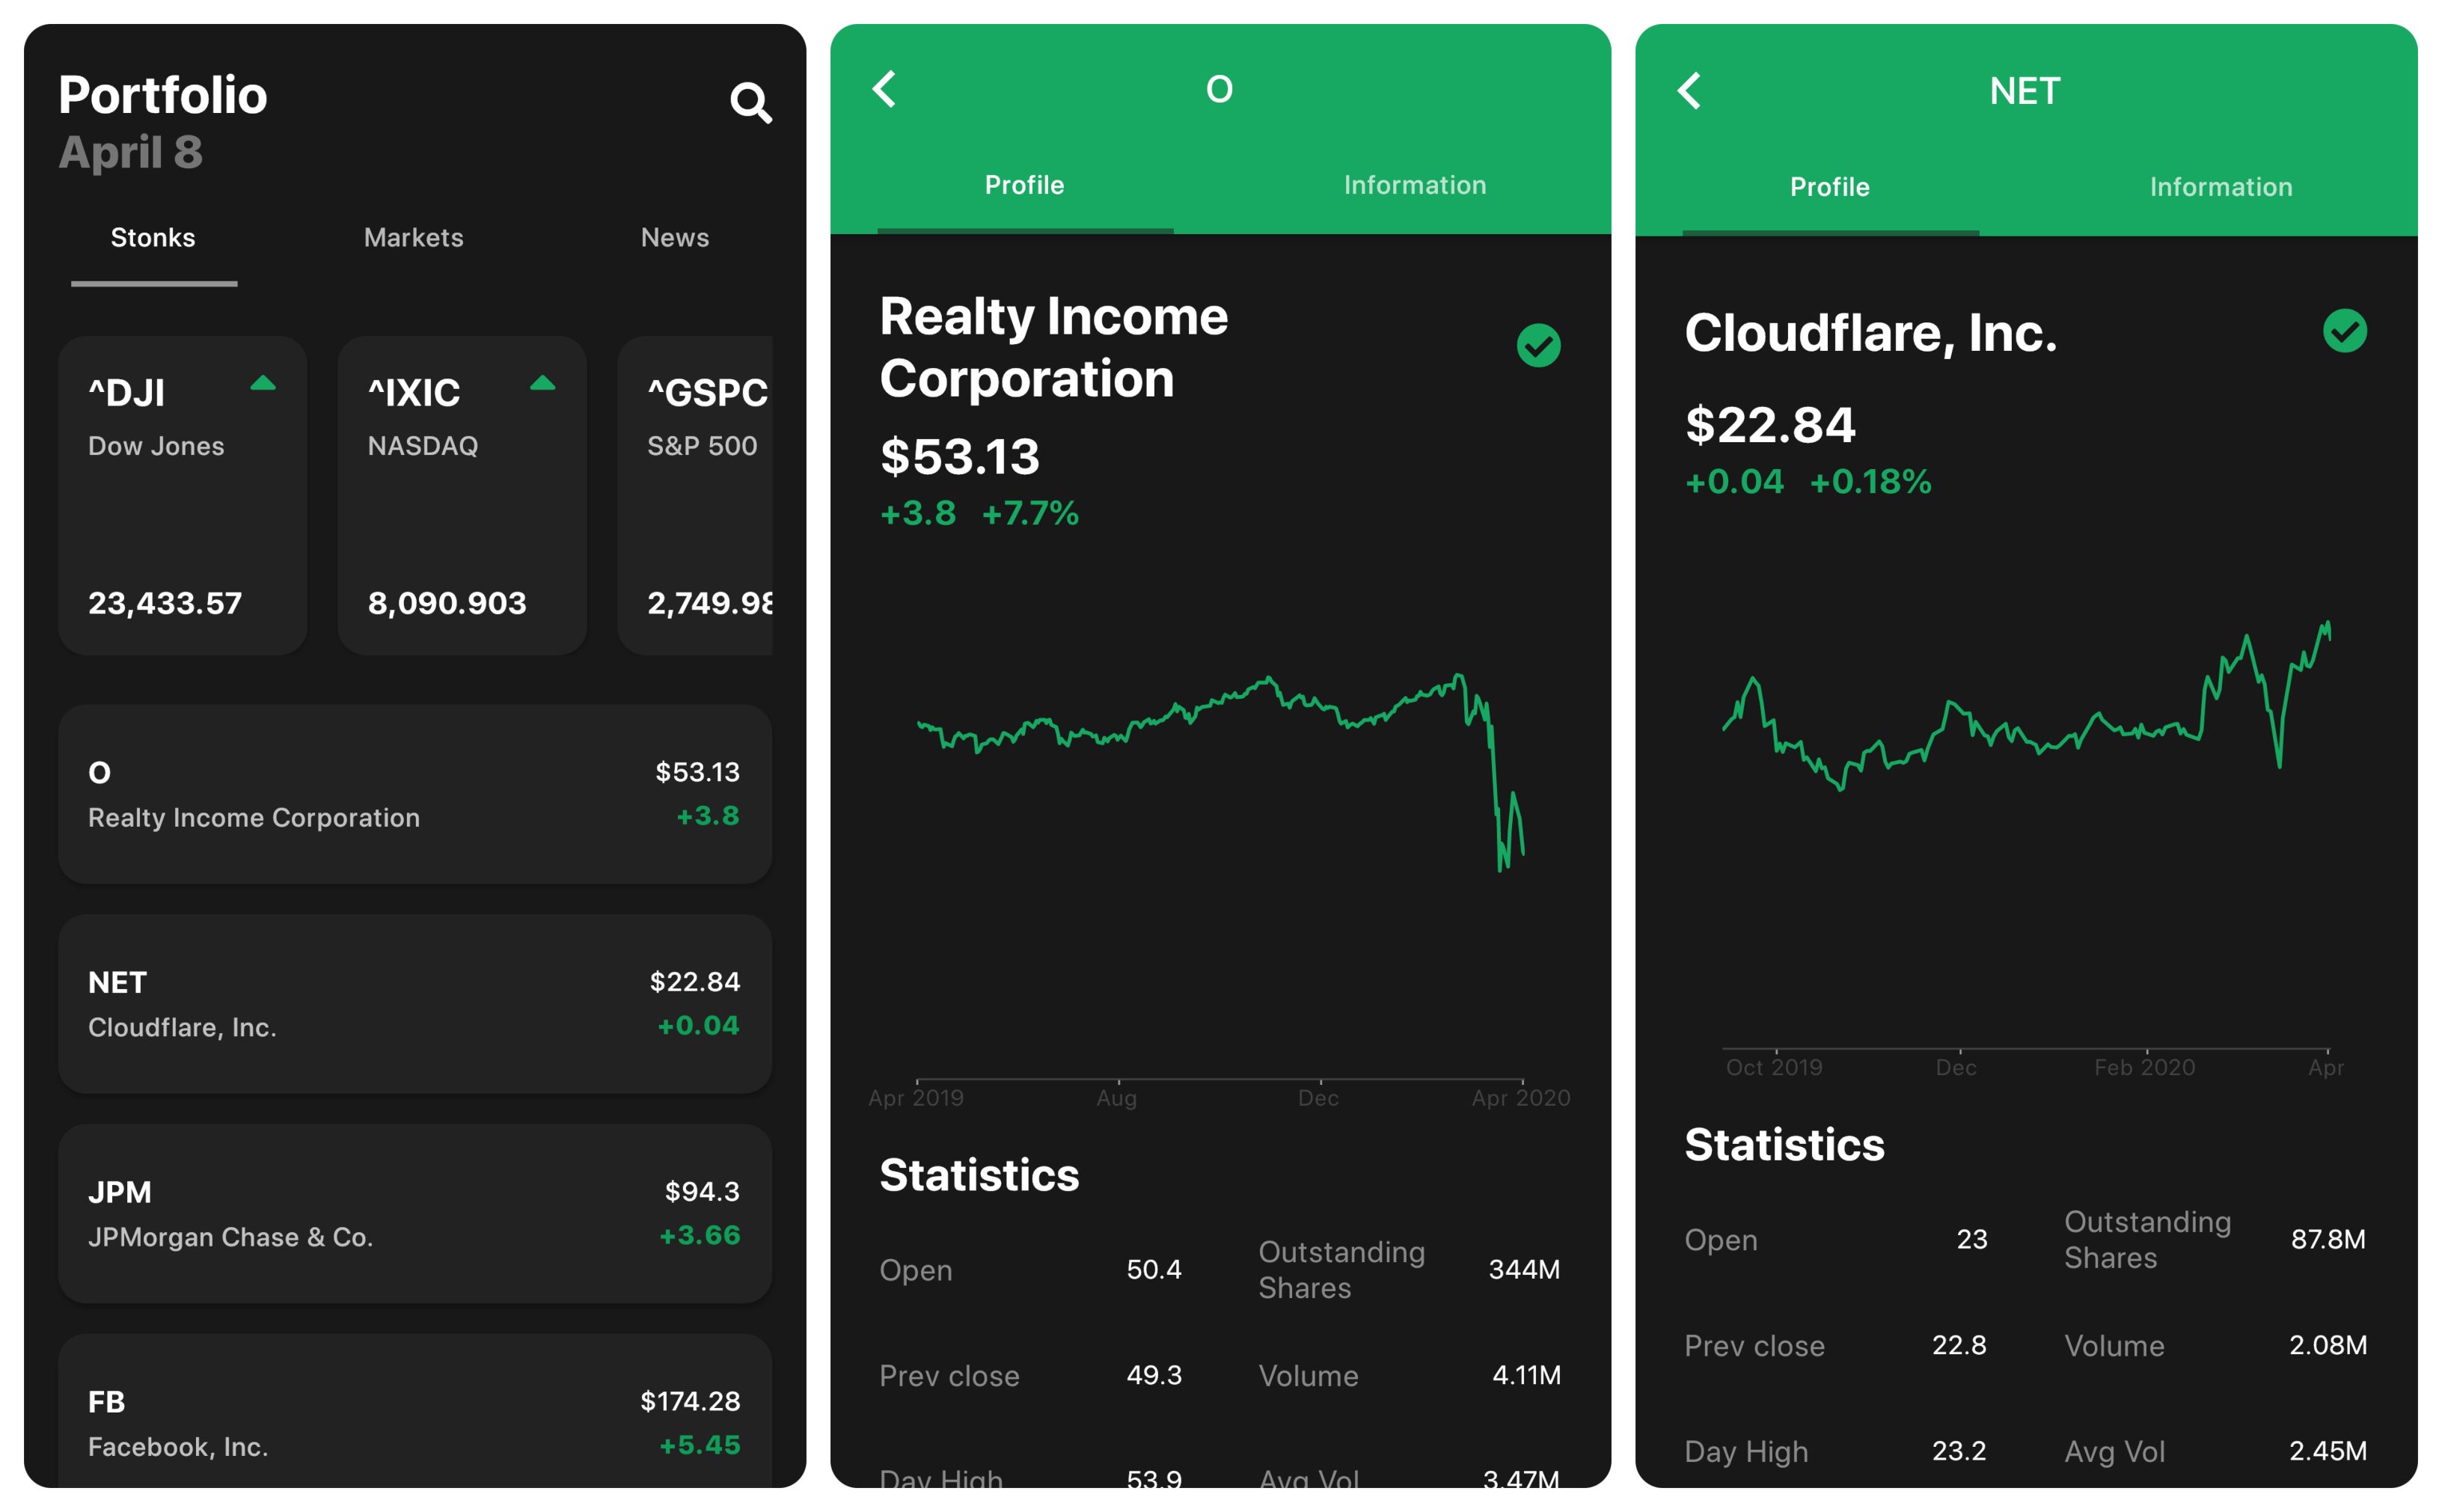 Portfolio
April 8
Stonks Markets News
^DJI ^IXIC ^GSPC
Dow Jones NASDAQ S&P 500
23,433.57 8,090.903 2,749.98
O $53.13
Realty Income Corporation +3.8
NET $22.84
Cloudflare, Inc. +0.04
JPM $94.3
JPMorgan Chase & Co. +3.66
FB $174.28
Facebook, Inc. +5.45
O
Profile Information
Realty Income
Corporation
$53.13
+3.8 +7.7%
Apr 2019 Aug Dec Apr 2020
Statistics
Open 50.4 Outstanding Shares 344M
Prev close 49.3 Volume 4.11M
Day High 53.9 Avg Vol 3.47M
NET
Profile Information
Cloudflare, Inc.
$22.84
+0.04 +0.18%
Oct 2019 Dec Feb 2020 Apr
Statistics
Open 23 Outstanding Shares 87.8M
Prev close 22.8 Volume 2.08M
Day High 23.2 Avg Vol 2.45M